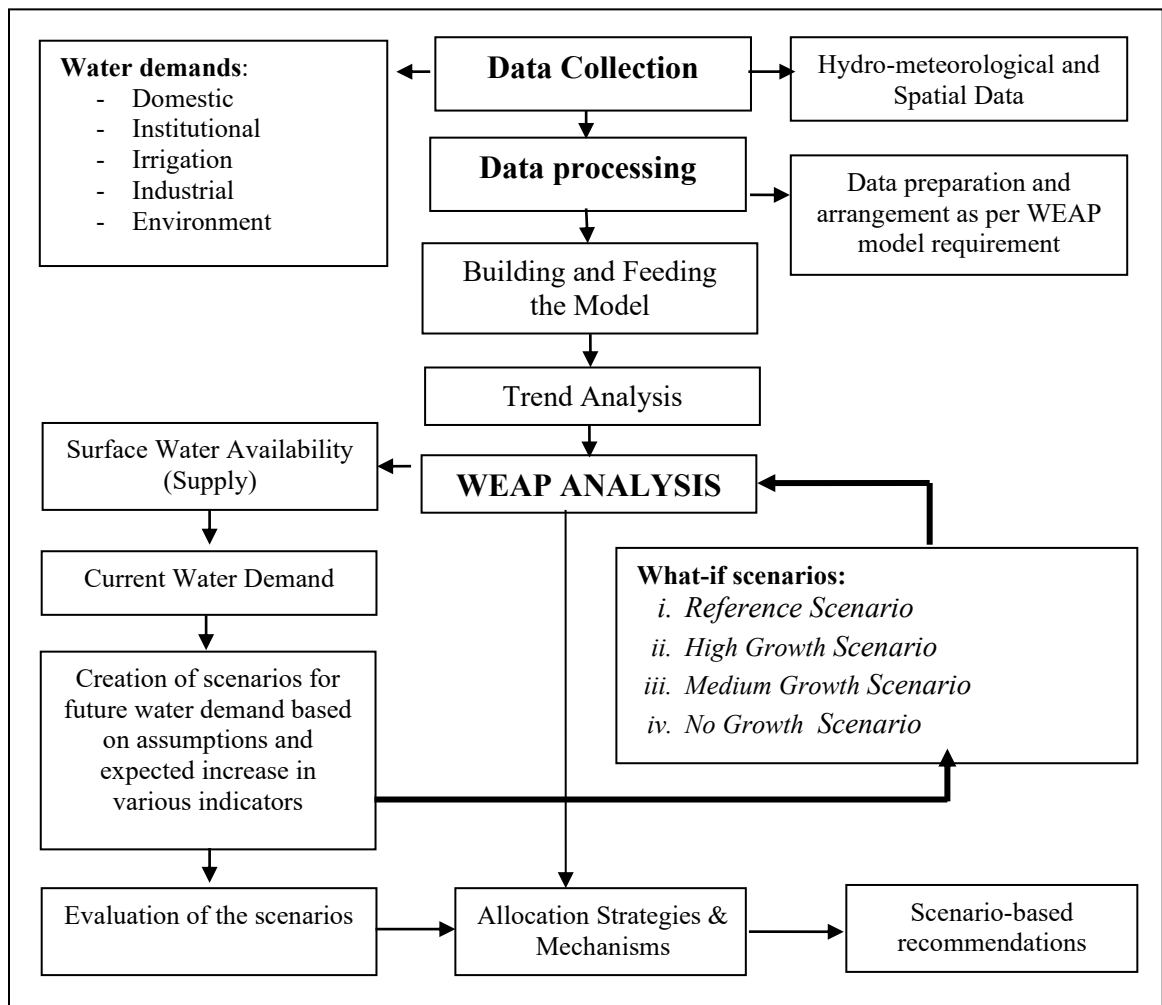 Water demands:
- Domestic
- Institutional
- Irrigation
- Industrial
- Environment
Data Collection
Hydro-meteorological and
Spatial Data
Data processing
Data preparation and
arrangement as per WEAP
model requirement
Building and Feeding
the Model
Trend Analysis
Surface Water Availability
(Supply)
WEAP ANALYSIS
Current Water Demand
What-if scenarios:
i. Reference Scenario
ii. High Growth Scenario
iii. Medium Growth Scenario
iv. No Growth Scenario
Creation of scenarios for
future water demand based
on assumptions and
expected increase in
various indicators
Evaluation of the scenarios
Allocation Strategies &
Mechanisms
Scenario-based
recommendations